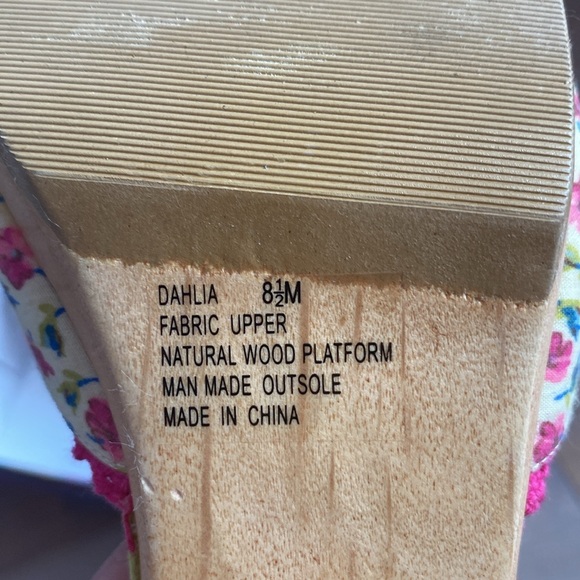 DAHLIA 8½M
FABRIC UPPER
NATURAL WOOD PLATFORM
MAN MADE OUTSOLE
MADE IN CHINA